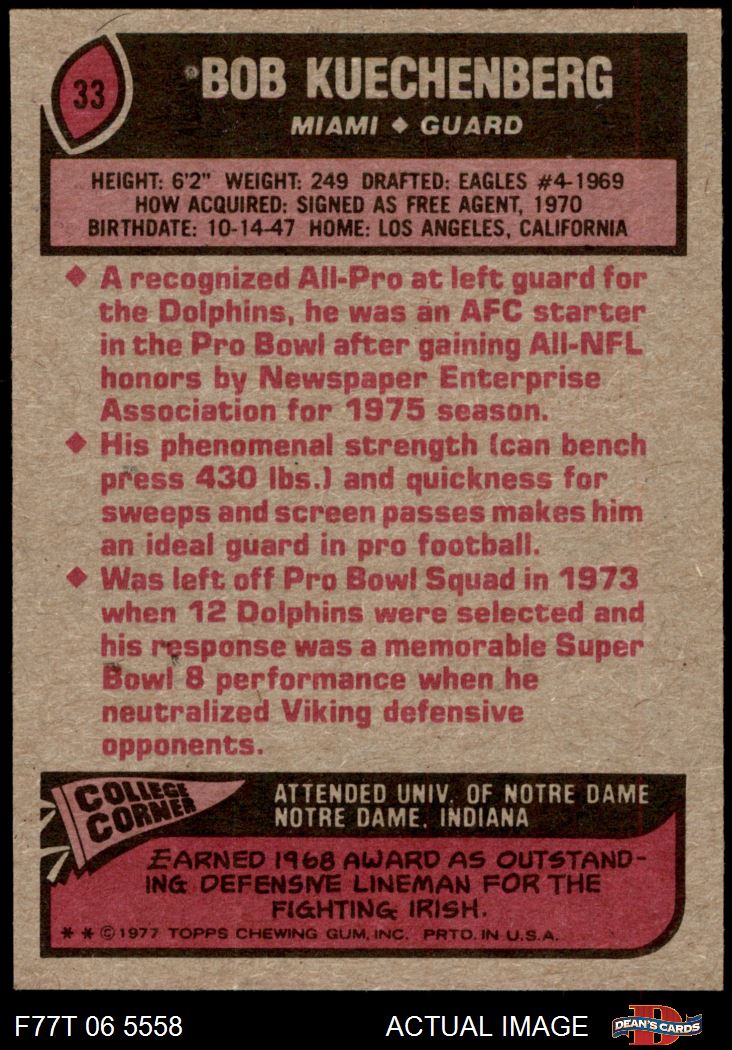 33
BOB KUECHENBERG
MIAMI ◆ GUARD
HEIGHT: 6'2" WEIGHT: 249 DRAFTED: EAGLES #4-1969
HOW ACQUIRED: SIGNED AS FREE AGENT, 1970
BIRTHDATE: 10-14-47 HOME: LOS ANGELES, CALIFORNIA
◆ A recognized All-Pro at left guard for
the Dolphins, he was an AFC starter
in the Pro Bowl after gaining All-NFL
honors by Newspaper Enterprise
Association for 1975 season.
◆ His phenomenal strength (can bench
press 430 lbs.) and quickness for
sweeps and screen passes makes him
an ideal guard in pro football.
◆ Was left off Pro Bowl Squad in 1973
when 12 Dolphins were selected and
his response was a memorable Super
Bowl 8 performance when he
neutralized Viking defensive
opponents.
COLLEGE
CORNER
ATTENDED UNIV. OF NOTRE DAME
NOTRE DAME, INDIANA
EARNED 1968 AWARD AS OUTSTAND-
ING DEFENSIVE LINEMAN FOR THE
FIGHTING IRISH.
* * © 1977 TOPPS CHEWING GUM, INC. PRTD. IN U.S.A.
F77T 06 5558
ACTUAL IMAGE
D
DEAN'S CARDS